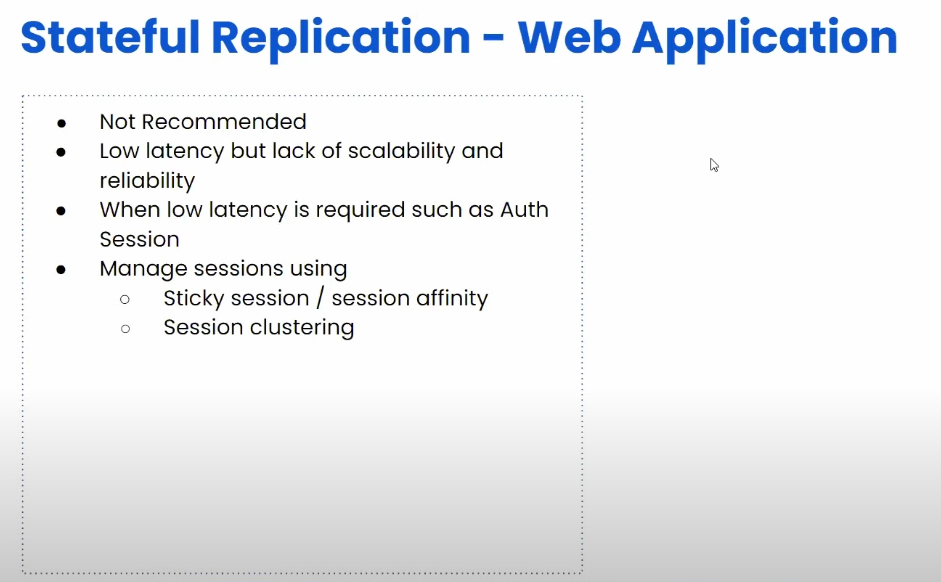 Stateful Replication - Web Application
● Not Recommended
● Low latency but lack of scalability and
reliability
● When low latency is required such as Auth
Session
● Manage sessions using
○ Sticky session / session affinity
○ Session clustering